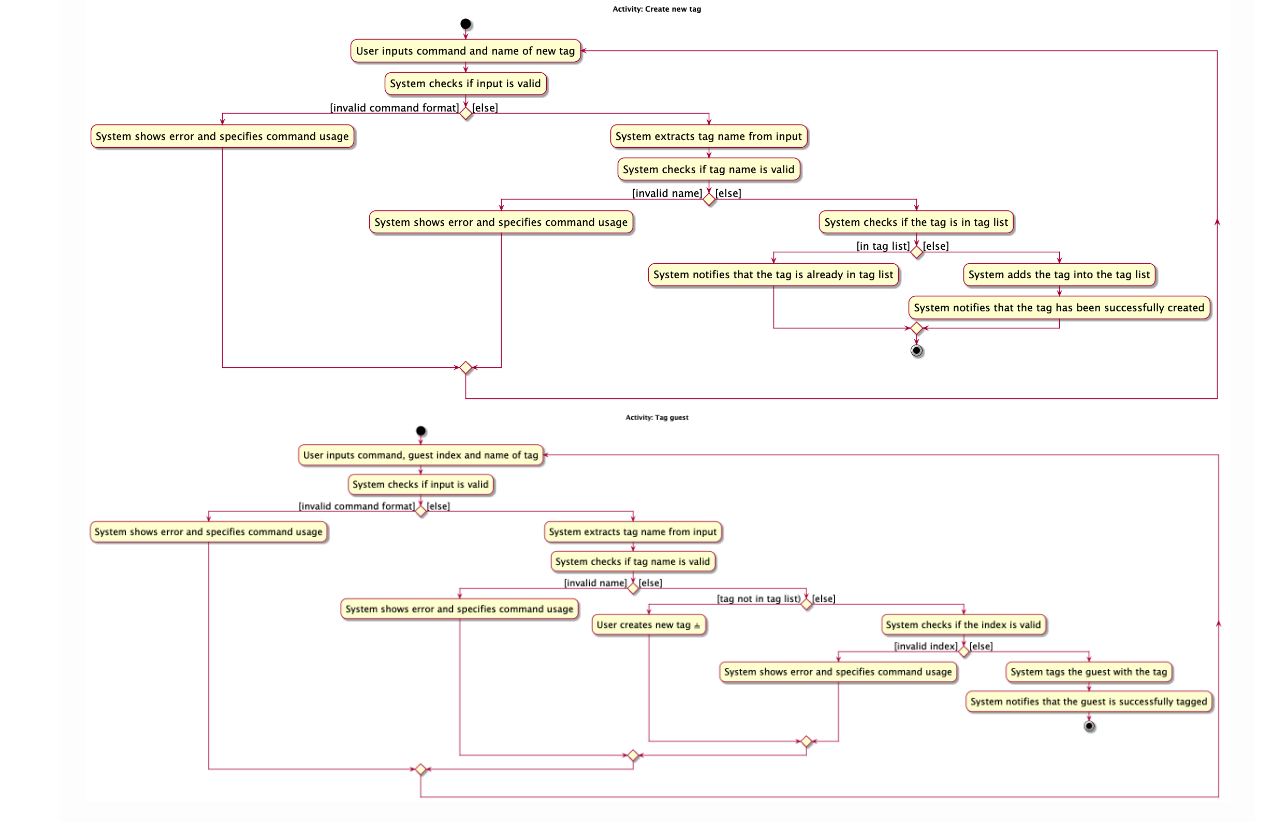 Activity: Create new tag
User inputs command and name of new tag
System checks if input is valid
[invalid command format] [else]
System shows error and specifies command usage
System extracts tag name from input
System checks if tag name is valid
[invalid name] [else]
System shows error and specifies command usage
System checks if the tag is in tag list
[in tag list] [else]
System notifies that the tag is already in tag list
System adds the tag into the tag list
System notifies that the tag has been successfully created
Activity: Tag guest
User inputs command, guest index and name of tag
System checks if input is valid
[invalid command format] [else]
System shows error and specifies command usage
System extracts tag name from input
System checks if tag name is valid
[invalid name] [else]
System shows error and specifies command usage
[tag not in tag list) [else]
User creates new tag
System checks if the index is valid
[invalid index] [else]
System shows error and specifies command usage
System tags the guest with the tag
System notifies that the guest is successfully tagged